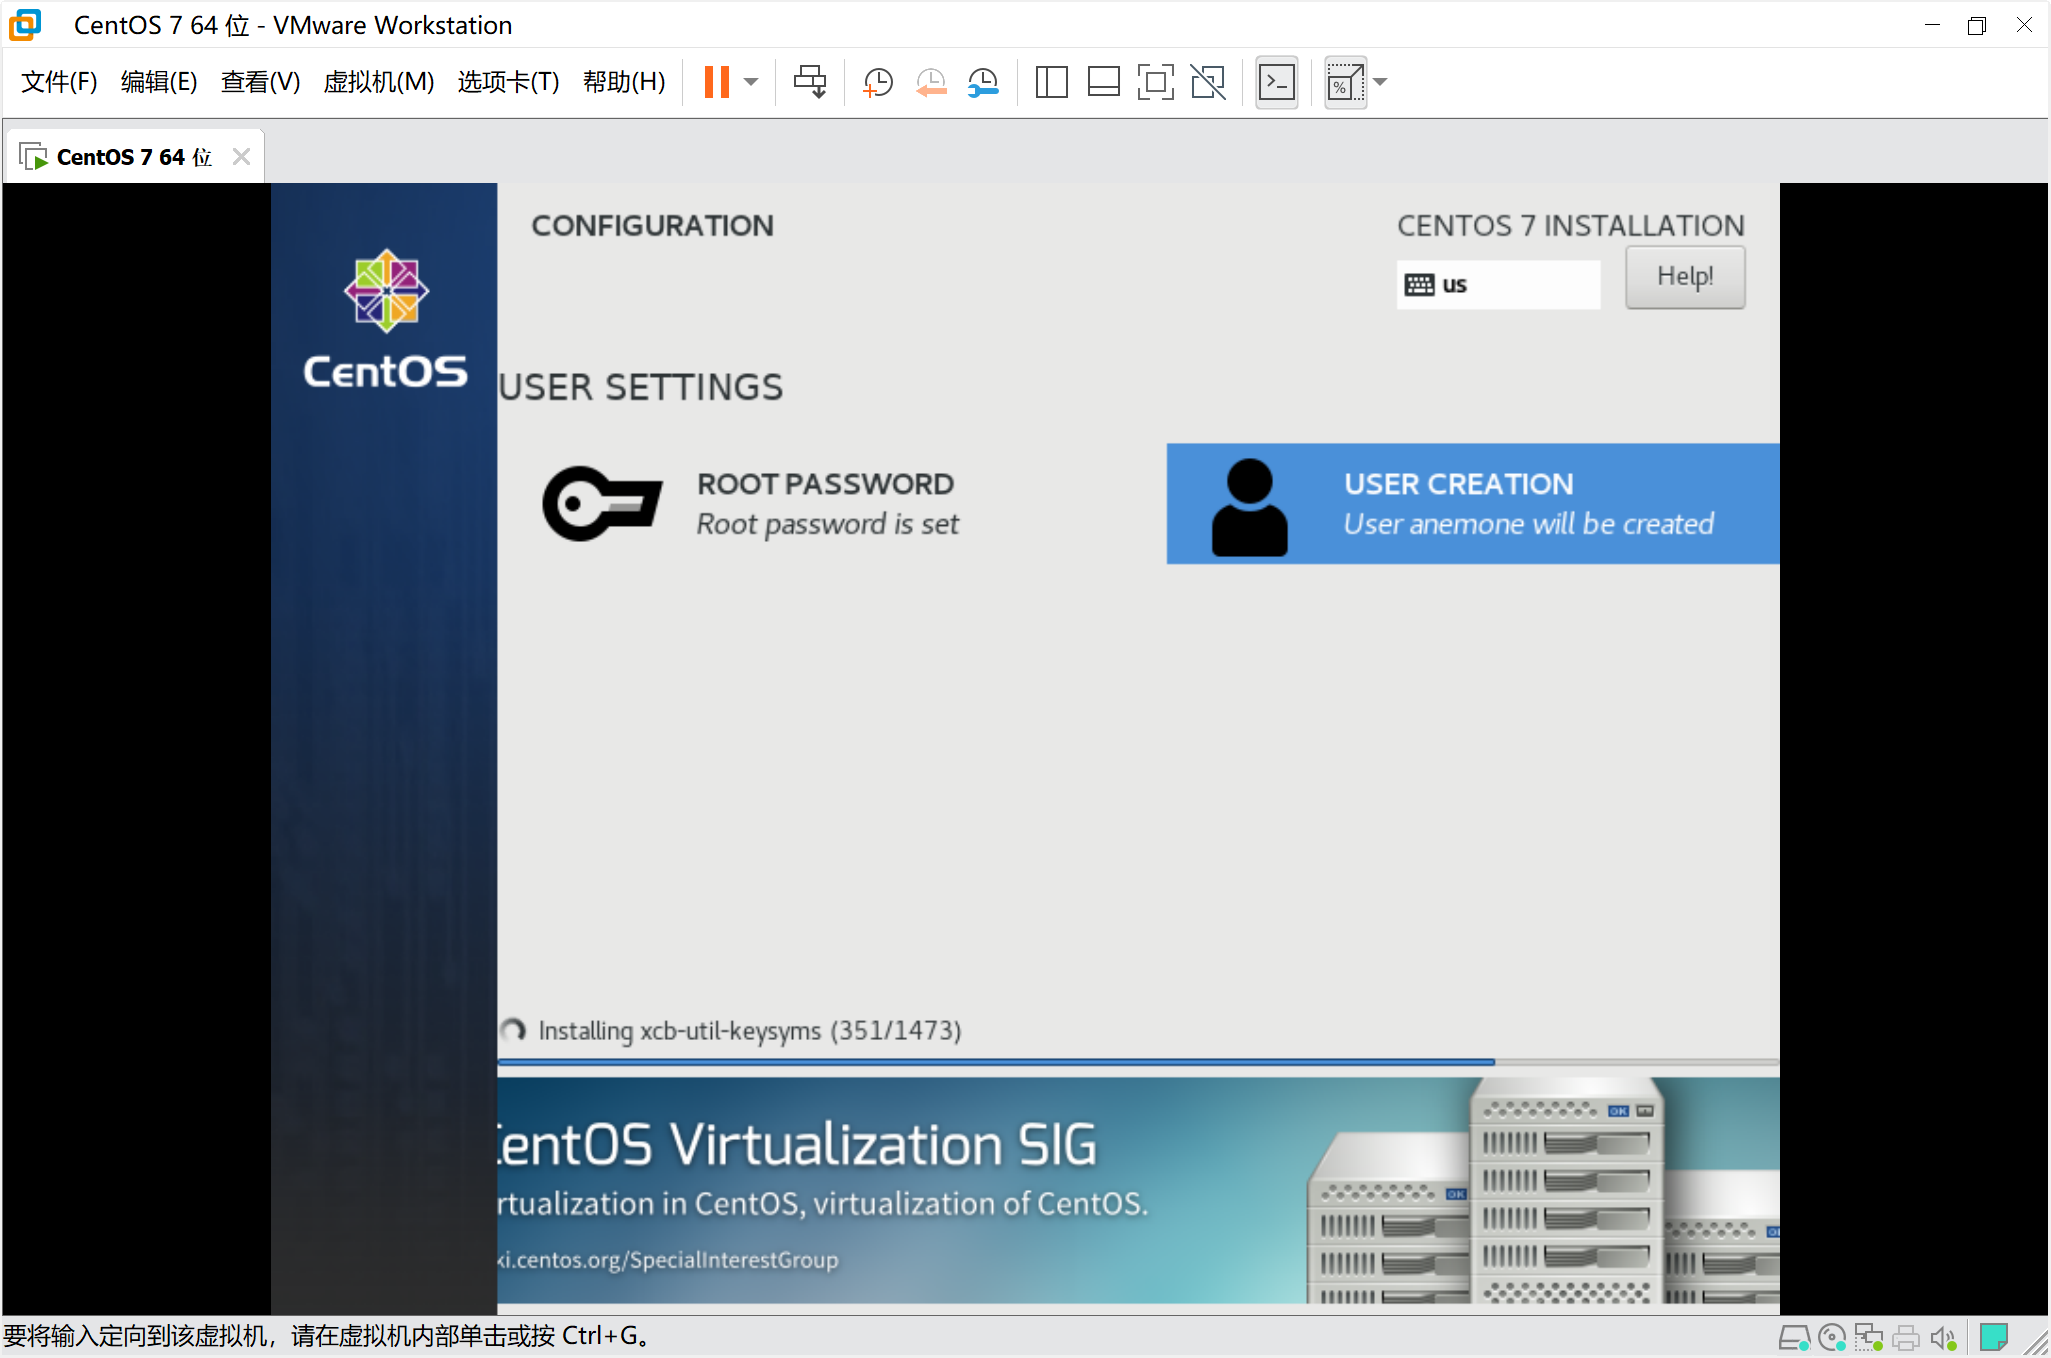 CentOS 7 64 位 - VMware Workstation
文件(F) 编辑(E) 查看(V) 虚拟机(M) 选项卡(T) 帮助(H)
CentOS 7 64 位
CentOS
CONFIGURATION
CENTOS 7 INSTALLATION
us
Help!
USER SETTINGS
ROOT PASSWORD
Root password is set
USER CREATION
User anemone will be created
Installing xcb-util-keysyms (351/1473)
CentOS Virtualization SIG
rtualization in CentOS, virtualization of CentOS.
ki.centos.org/SpecialInterestGroup
OK
OK
要将输入定向到该虚拟机，请在虚拟机内部单击或按 Ctrl+G。